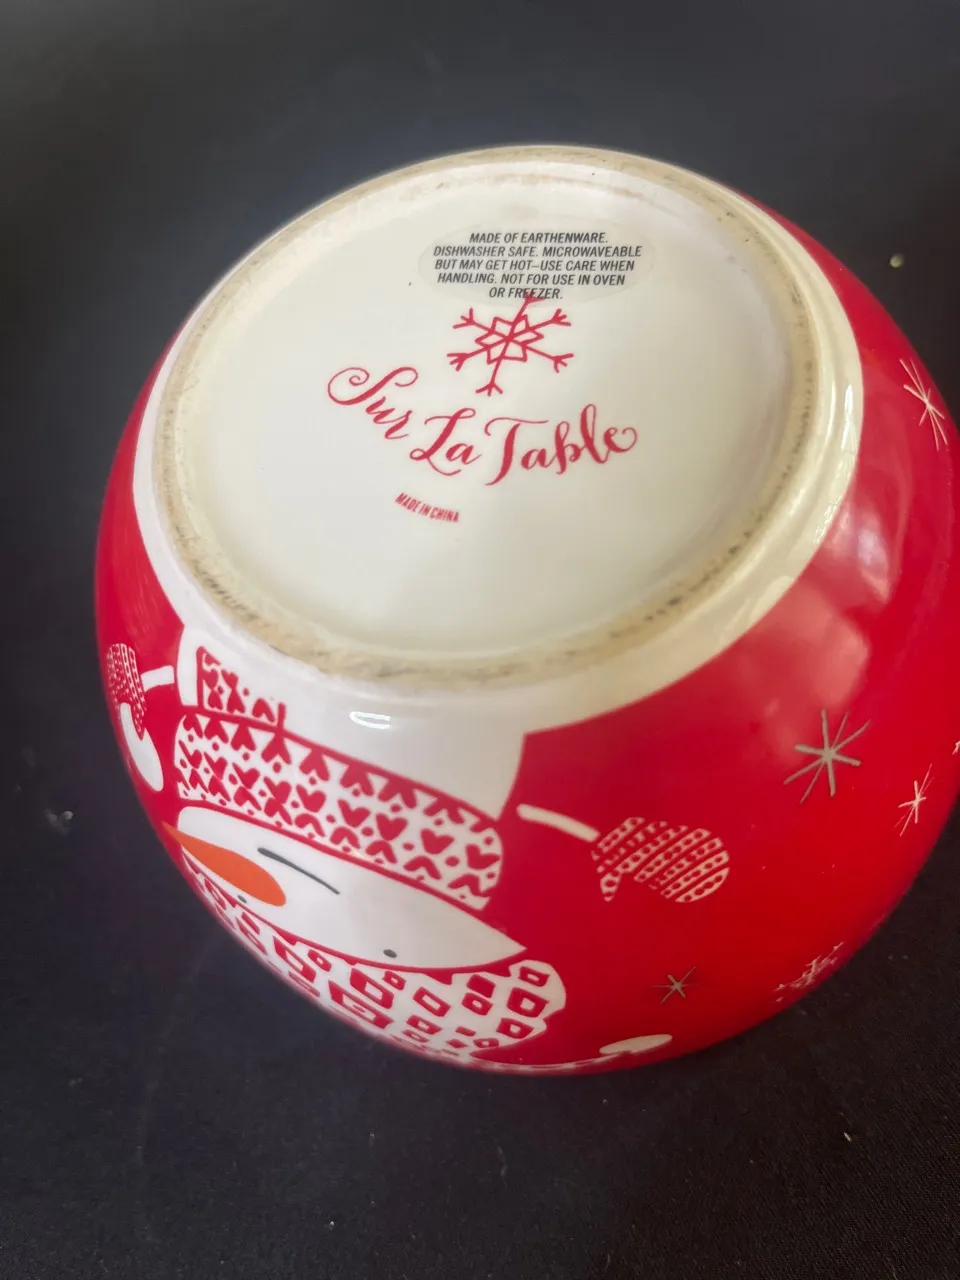 MADE OF EARTHENWARE.
DISHWASHER SAFE. MICROWAVEABLE
BUT MAY GET HOT—USE CARE WHEN
HANDLING. NOT FOR USE IN OVEN
OR FREEZER.
Sur La Table
MADE IN CHINA